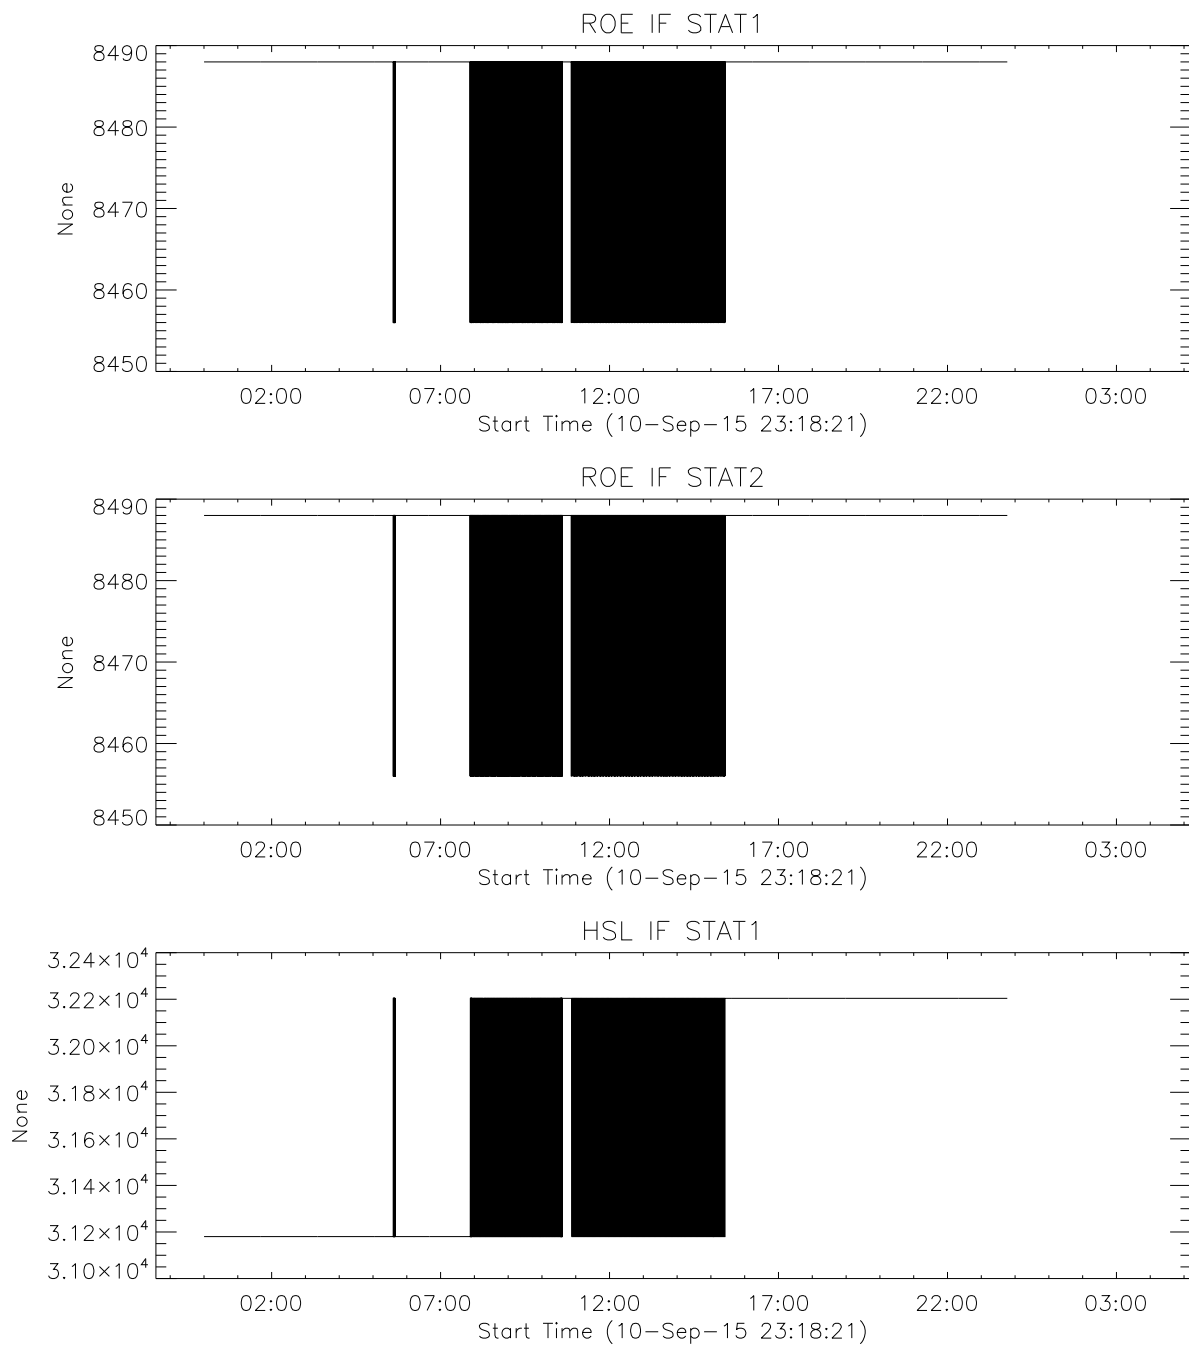 ROE IF STAT1
8490
8480
8470
8460
8450
None
02:00 07:00 12:00 17:00 22:00 03:00
Start Time (10-Sep-15 23:18:21)
ROE IF STAT2
8490
8480
8470
8460
8450
None
02:00 07:00 12:00 17:00 22:00 03:00
Start Time (10-Sep-15 23:18:21)
HSL IF STAT1
3.24×10⁴
3.22×10⁴
3.20×10⁴
3.18×10⁴
3.16×10⁴
3.14×10⁴
3.12×10⁴
3.10×10⁴
None
02:00 07:00 12:00 17:00 22:00 03:00
Start Time (10-Sep-15 23:18:21)